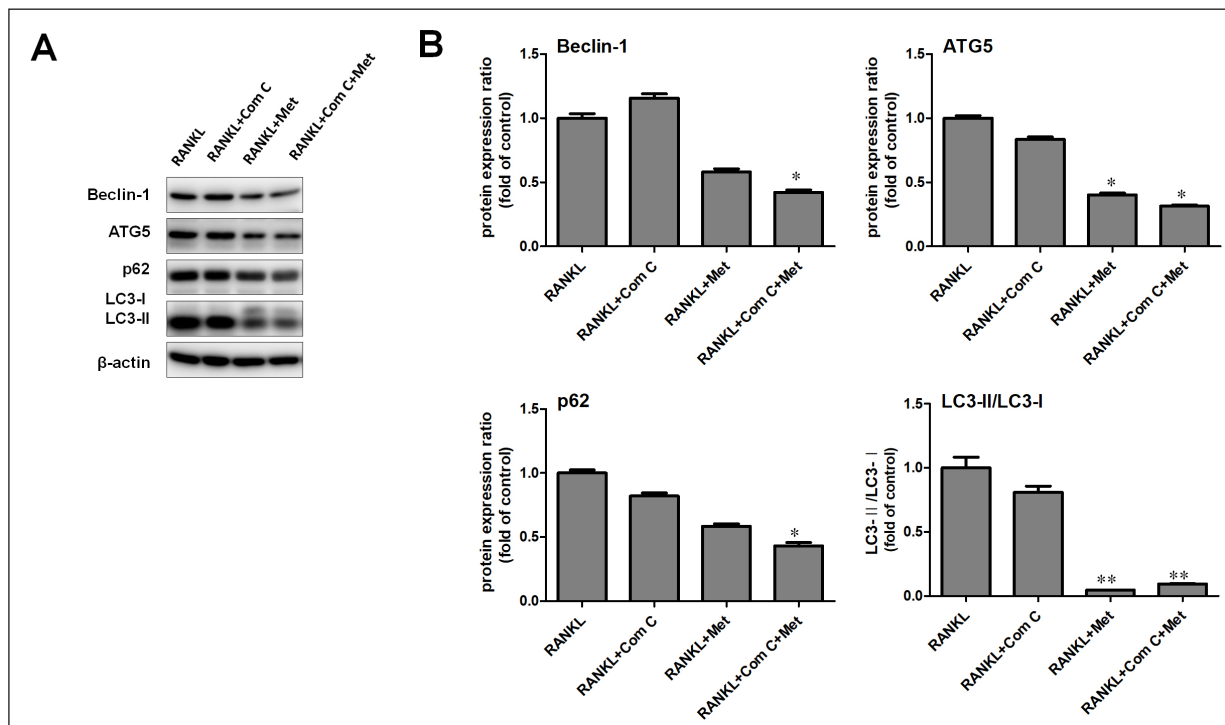 A
RANKL
RANKL+Com C
RANKL+Met
RANKL+Com C+Met
Beclin-1
ATG5
p62
LC3-I
LC3-II
β-actin
B
Beclin-1
protein expression ratio
(fold of control)
1.5
1.0
0.5
0.0
*
RANKL
RANKL+Com C
RANKL+Met
RANKL+Com C+Met
ATG5
protein expression ratio
(fold of control)
1.5
1.0
0.5
0.0
*
*
RANKL
RANKL+Com C
RANKL+Met
RANKL+Com C+Met
p62
protein expression ratio
(fold of control)
1.5
1.0
0.5
0.0
*
RANKL
RANKL+Com C
RANKL+Met
RANKL+Com C+Met
LC3-II/LC3-I
LC3-Ⅱ/LC3-Ⅰ
(fold of control)
1.5
1.0
0.5
0.0
**
**
RANKL
RANKL+Com C
RANKL+Met
RANKL+Com C+Met